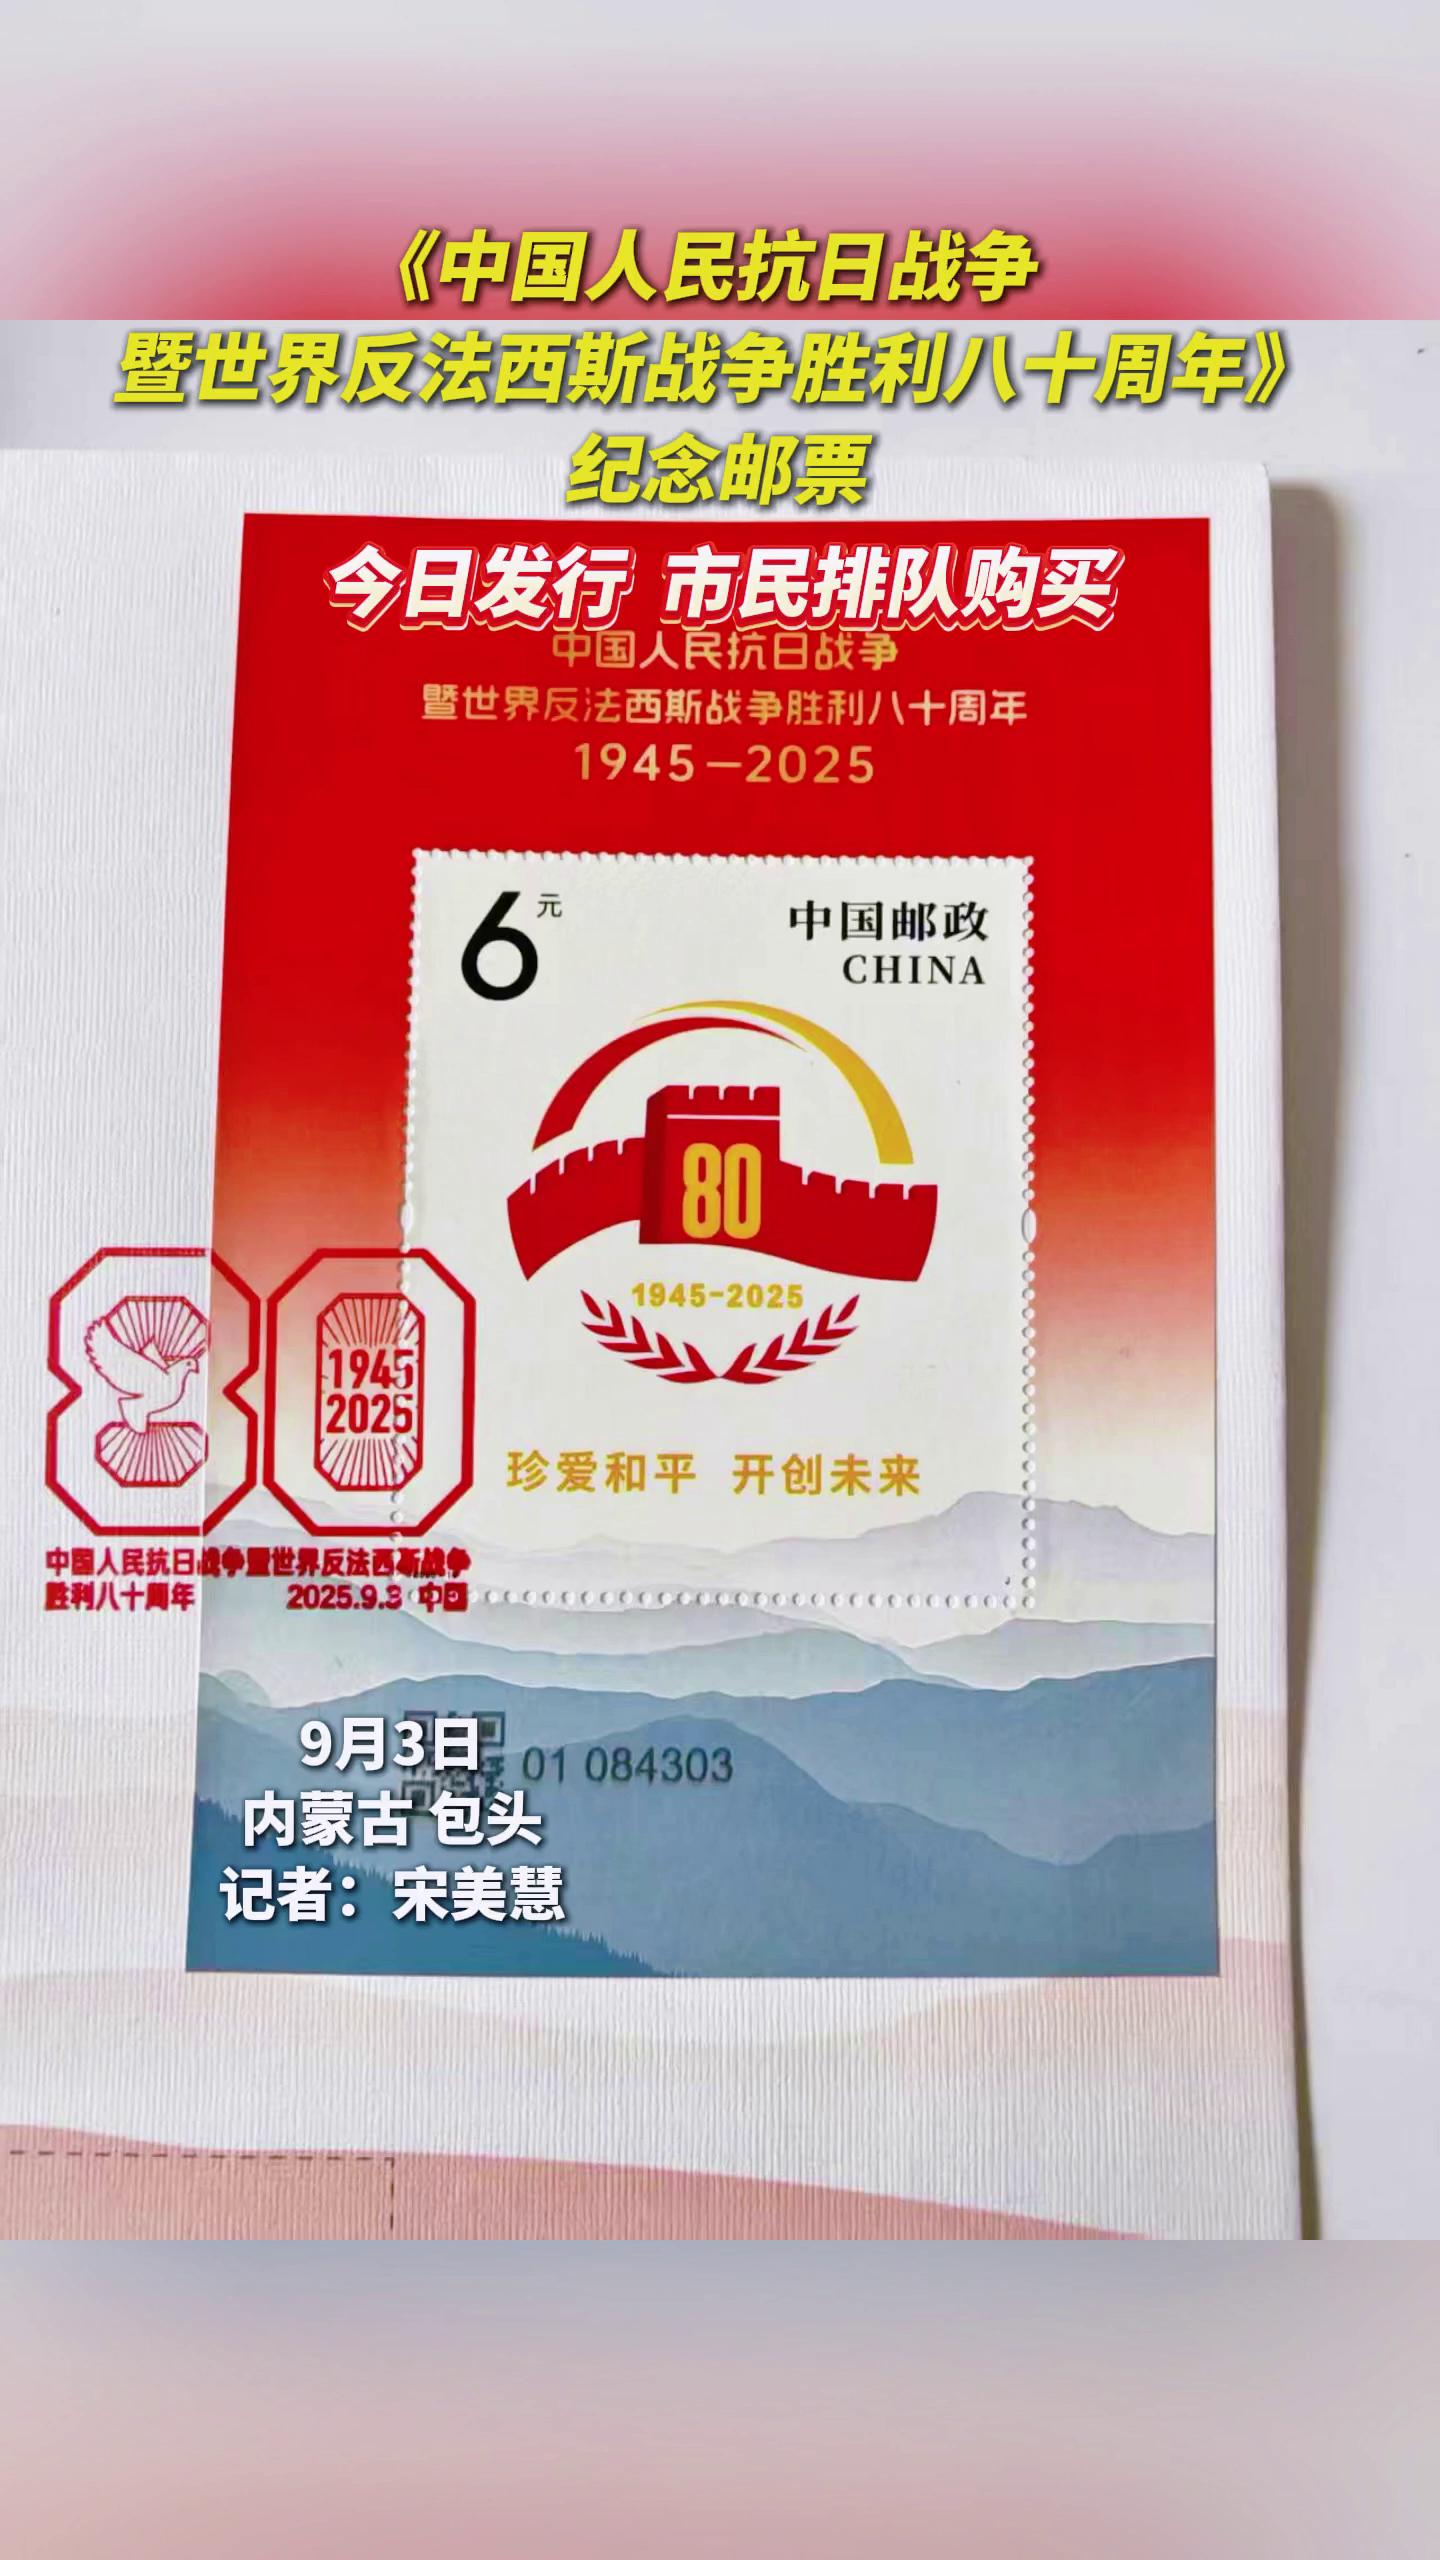 《中国人民抗日战争
暨世界反法西斯战争胜利八十周年》
纪念邮票
今日发行 市民排队购买
中国人民抗日战争
暨世界反法西斯战争胜利八十周年
1945—2025
6元
中国邮政
CHINA
80
1945-2025
珍爱和平 开创未来
1945
2025
中国人民抗日战争暨世界反法西斯战争
胜利八十周年 2025.9.3 中国
01 084303
9月3日
内蒙古 包头
记者：宋美慧